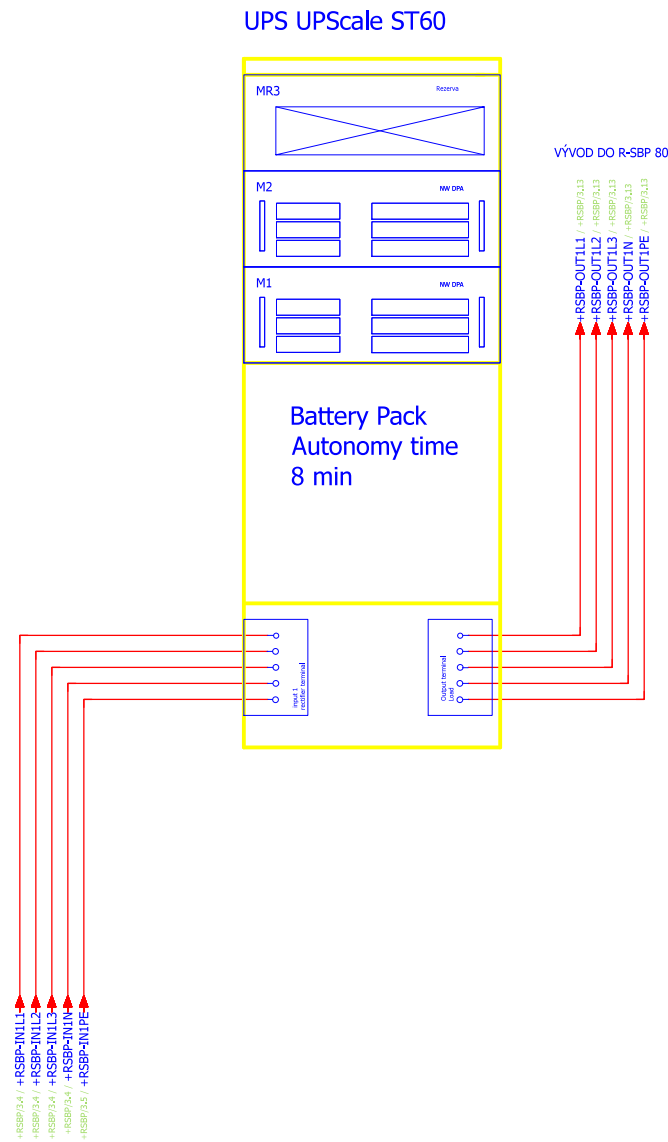 UPS UPScale ST60
MR3
Rezerva
M2
NW DPA
M1
NW DPA
Battery Pack
Autonomy time
8 min
VÝVOD DO R-SBP 80
+RSBP-OUT1L1 / +RSBP/3.13
+RSBP-OUT1L2 / +RSBP/3.13
+RSBP-OUT1L3 / +RSBP/3.13
+RSBP-OUT1N / +RSBP/3.13
+RSBP-OUT1PE / +RSBP/3.13
input 1
rectifier terminal
Output terminal
Load
+RSBP/3.4 / +RSBP-IN1L1
+RSBP/3.4 / +RSBP-IN1L2
+RSBP/3.4 / +RSBP-IN1L3
+RSBP/3.4 / +RSBP-IN1N
+RSBP/3.5 / +RSBP-IN1PE